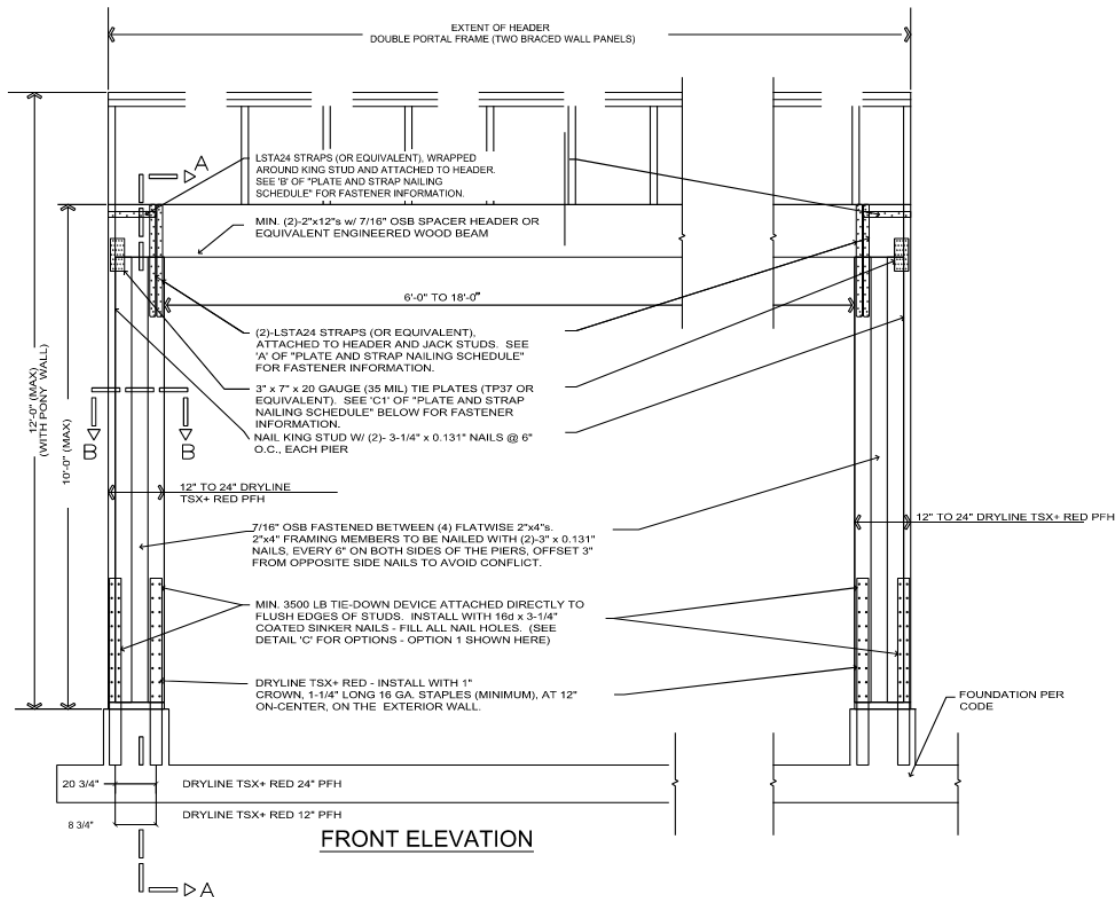 EXTENT OF HEADER
DOUBLE PORTAL FRAME (TWO BRACED WALL PANELS)
A
LSTA24 STRAPS (OR EQUIVALENT), WRAPPED
AROUND KING STUD AND ATTACHED TO HEADER.
SEE 'B' OF "PLATE AND STRAP NAILING
SCHEDULE" FOR FASTENER INFORMATION.
MIN. (2)-2"x12"s w/ 7/16" OSB SPACER HEADER OR
EQUIVALENT ENGINEERED WOOD BEAM
6'-0" TO 18'-0"
12'-0" (MAX)
(WITH PONY WALL)
10'-0" (MAX)
(2)-LSTA24 STRAPS (OR EQUIVALENT),
ATTACHED TO HEADER AND JACK STUDS. SEE
'A' OF "PLATE AND STRAP NAILING SCHEDULE"
FOR FASTENER INFORMATION.
3" x 7" x 20 GAUGE (35 MIL) TIE PLATES (TP37 OR
EQUIVALENT). SEE 'C1' OF "PLATE AND STRAP
NAILING SCHEDULE" BELOW FOR FASTENER
INFORMATION.
B B
NAIL KING STUD W/ (2)- 3-1/4" x 0.131" NAILS @ 6"
O.C., EACH PIER
12" TO 24" DRYLINE
TSX+ RED PFH
12" TO 24" DRYLINE TSX+ RED PFH
7/16" OSB FASTENED BETWEEN (4) FLATWISE 2"x4"s.
2"x4" FRAMING MEMBERS TO BE NAILED WITH (2)-3" x 0.131"
NAILS, EVERY 6" ON BOTH SIDES OF THE PIERS, OFFSET 3"
FROM OPPOSITE SIDE NAILS TO AVOID CONFLICT.
MIN. 3500 LB TIE-DOWN DEVICE ATTACHED DIRECTLY TO
FLUSH EDGES OF STUDS. INSTALL WITH 16d x 3-1/4"
COATED SINKER NAILS - FILL ALL NAIL HOLES. (SEE
DETAIL 'C' FOR OPTIONS - OPTION 1 SHOWN HERE)
DRYLINE TSX+ RED - INSTALL WITH 1"
CROWN, 1-1/4" LONG 16 GA. STAPLES (MINIMUM), AT 12"
ON-CENTER, ON THE EXTERIOR WALL.
FOUNDATION PER
CODE
20 3/4" DRYLINE TSX+ RED 24" PFH
DRYLINE TSX+ RED 12" PFH
8 3/4"
FRONT ELEVATION
A